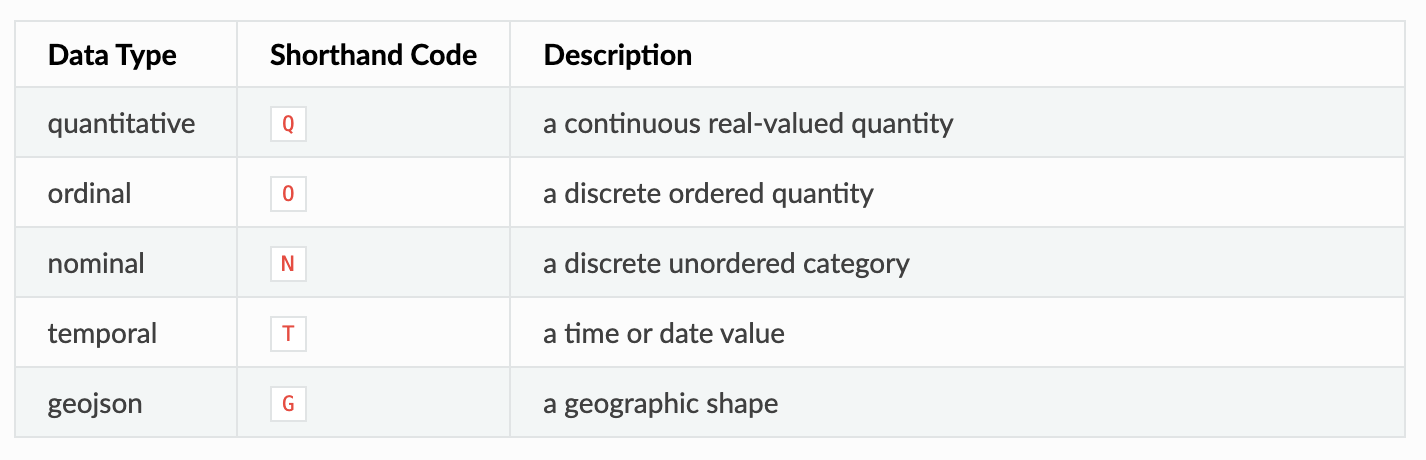 Data Type Shorthand Code Description
quantitative Q a continuous real-valued quantity
ordinal O a discrete ordered quantity
nominal N a discrete unordered category
temporal T a time or date value
geojson G a geographic shape